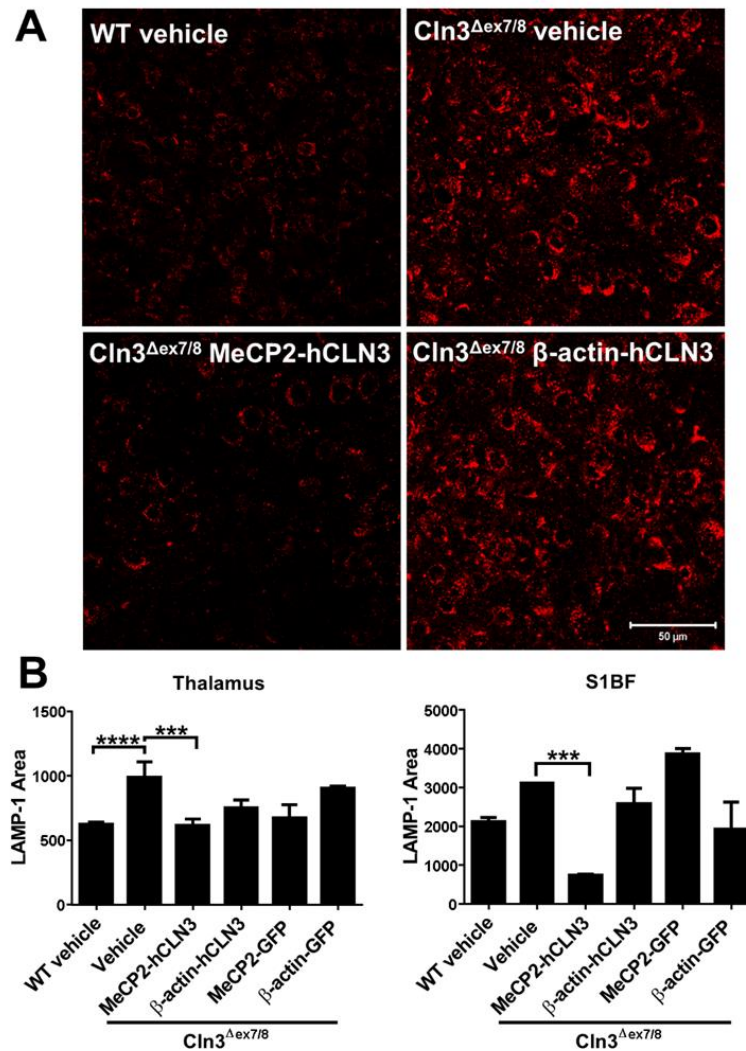 A
WT vehicle
Cln3Δex7/8 vehicle
Cln3Δex7/8 MeCP2-hCLN3
Cln3Δex7/8 β-actin-hCLN3
50 µm
B
Thalamus
LAMP-1 Area
1500
1000
500
0
****
***
WT vehicle
Vehicle
MeCP2-hCLN3
β-actin-hCLN3
MeCP2-GFP
β-actin-GFP
Cln3Δex7/8
S1BF
LAMP-1 Area
5000
4000
3000
2000
1000
0
***
WT vehicle
Vehicle
MeCP2-hCLN3
β-actin-hCLN3
MeCP2-GFP
β-actin-GFP
Cln3Δex7/8